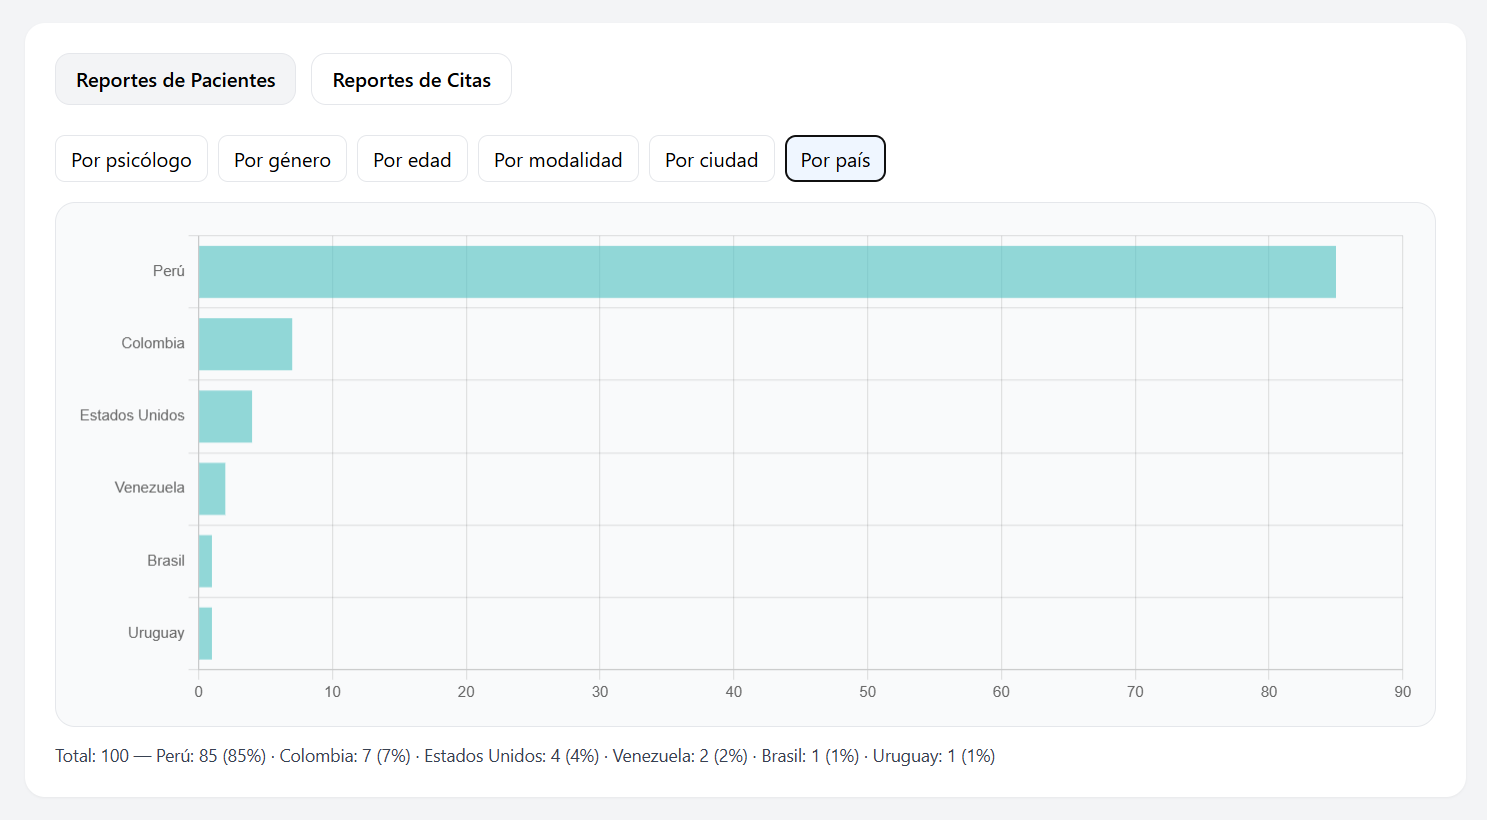 Reportes de Pacientes Reportes de Citas
Por psicólogo Por género Por edad Por modalidad Por ciudad Por país
Perú
Colombia
Estados Unidos
Venezuela
Brasil
Uruguay
0 10 20 30 40 50 60 70 80 90
Total: 100 — Perú: 85 (85%) · Colombia: 7 (7%) · Estados Unidos: 4 (4%) · Venezuela: 2 (2%) · Brasil: 1 (1%) · Uruguay: 1 (1%)